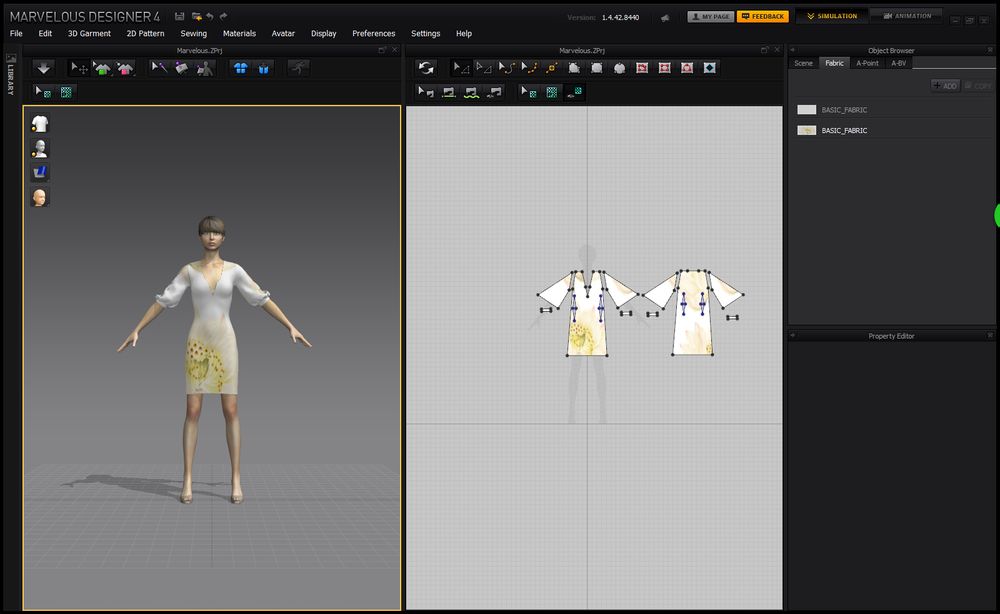 MARVELOUS DESIGNER 4
Version: 1.4.42.8440
MY PAGE
FEEDBACK
SIMULATION
ANIMATION
File Edit 3D Garment 2D Pattern Sewing Materials Avatar Display Preferences Settings Help
LIBRARY
Marvelous.ZPrj
Marvelous.ZPrj
Object Browser
Scene Fabric A-Point A-BV
+ ADD
COPY
BASIC_FABRIC
BASIC_FABRIC
Property Editor